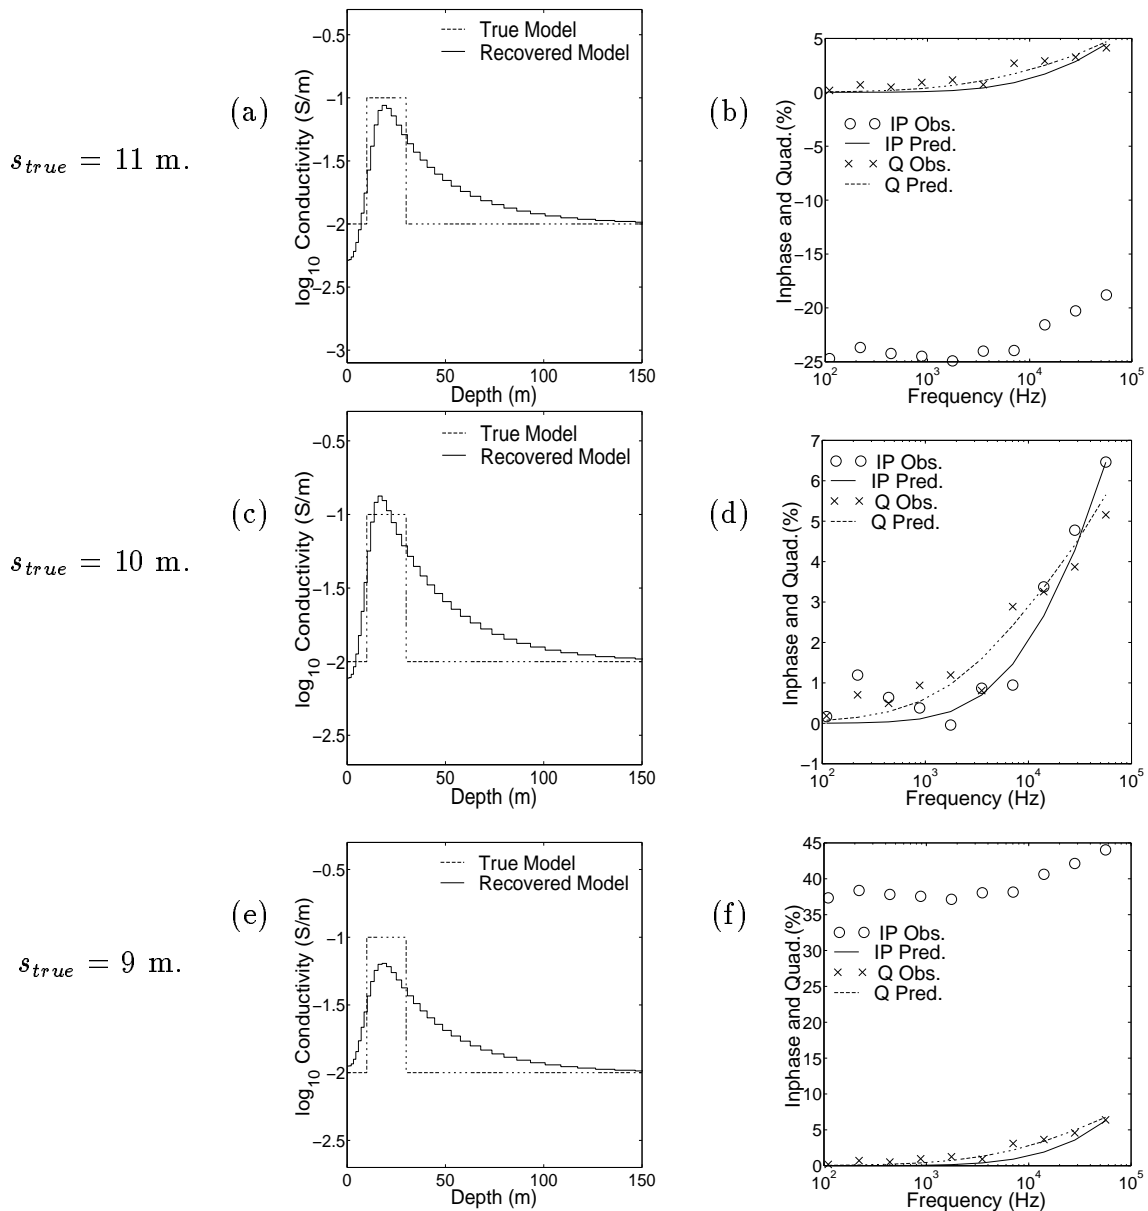 s_true = 11 m.
(a)
log10 Conductivity (S/m)
−0.5
−1
−1.5
−2
−2.5
−3
True Model
Recovered Model
0 50 100 150
Depth (m)
(b)
Inphase and Quad.(%)
5
0
−5
−10
−15
−20
−25
IP Obs.
IP Pred.
Q Obs.
Q Pred.
10^2 10^3 10^4 10^5
Frequency (Hz)
s_true = 10 m.
(c)
log10 Conductivity (S/m)
−0.5
−1
−1.5
−2
−2.5
True Model
Recovered Model
0 50 100 150
Depth (m)
(d)
Inphase and Quad.(%)
7
6
5
4
3
2
1
0
−1
IP Obs.
IP Pred.
Q Obs.
Q Pred.
10^2 10^3 10^4 10^5
Frequency (Hz)
s_true = 9 m.
(e)
log10 Conductivity (S/m)
−0.5
−1
−1.5
−2
−2.5
True Model
Recovered Model
0 50 100 150
Depth (m)
(f)
Inphase and Quad.(%)
45
40
35
30
25
20
15
10
5
0
IP Obs.
IP Pred.
Q Obs.
Q Pred.
10^2 10^3 10^4 10^5
Frequency (Hz)